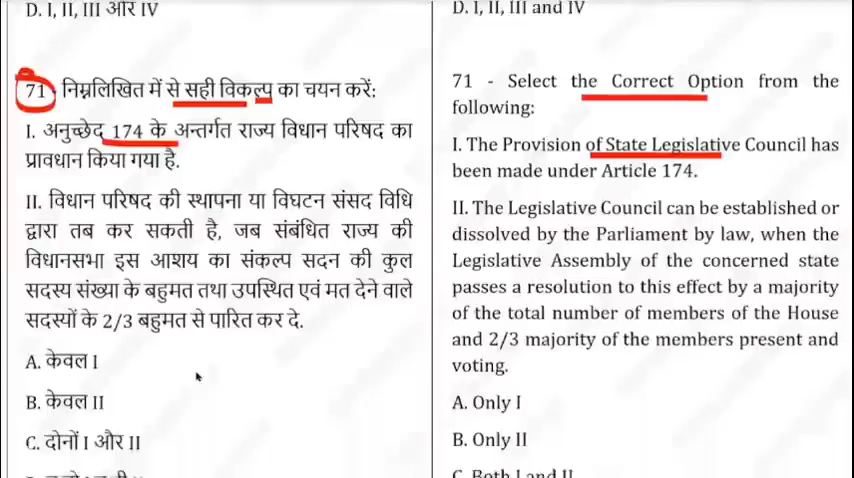 D. I, II, III और IV
71 - निम्नलिखित में से सही विकल्प का चयन करें:
I. अनुच्छेद 174 के अन्तर्गत राज्य विधान परिषद का
प्रावधान किया गया है.
II. विधान परिषद की स्थापना या विघटन संसद विधि
द्वारा तब कर सकती है, जब संबंधित राज्य की
विधानसभा इस आशय का संकल्प सदन की कुल
सदस्य संख्या के बहुमत तथा उपस्थित एवं मत देने वाले
सदस्यों के 2/3 बहुमत से पारित कर दे.
A. केवल I
B. केवल II
C. दोनों I और II
D. I, II, III and IV
71 - Select the Correct Option from the
following:
I. The Provision of State Legislative Council has
been made under Article 174.
II. The Legislative Council can be established or
dissolved by the Parliament by law, when the
Legislative Assembly of the concerned state
passes a resolution to this effect by a majority
of the total number of members of the House
and 2/3 majority of the members present and
voting.
A. Only I
B. Only II
C. Both I and II